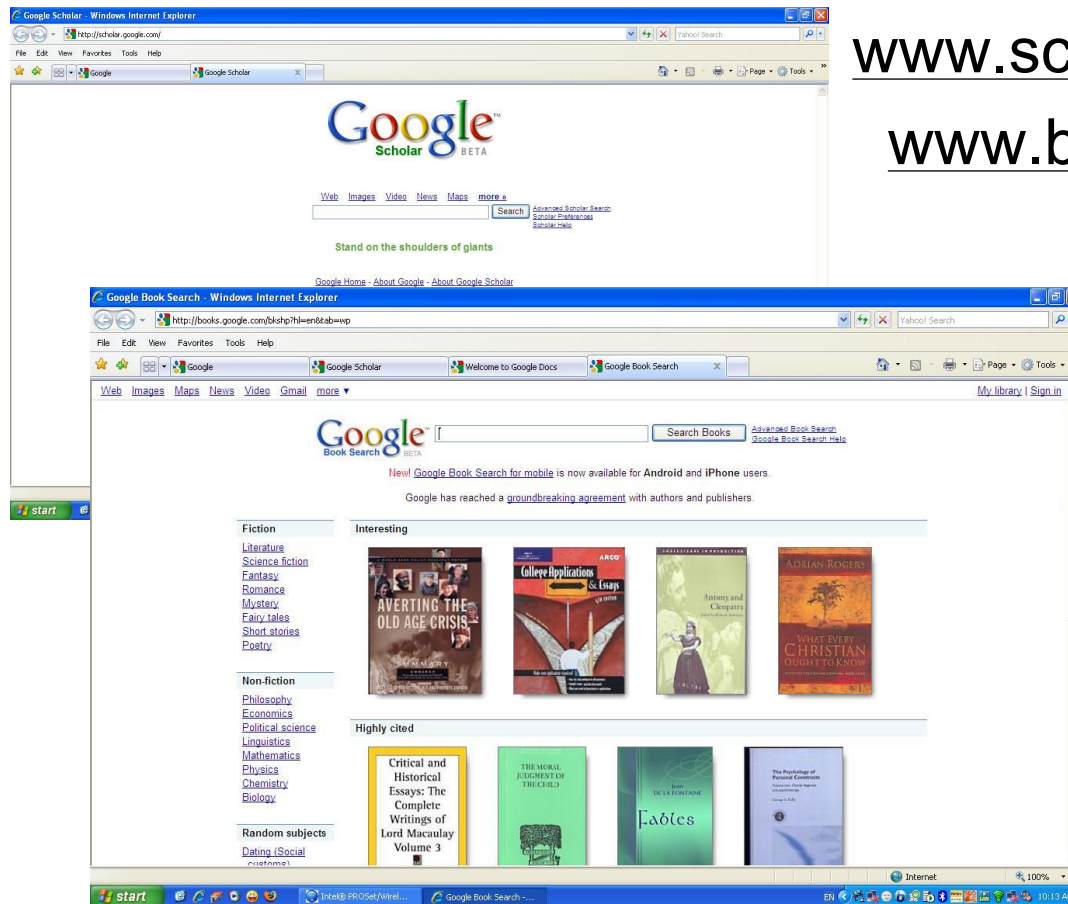 Google Scholar - Windows Internet Explorer
http://scholar.google.com/
Yahoo! Search
File Edit View Favorites Tools Help
Google
Google Scholar
Page Tools
Google
Scholar BETA
Web Images Video News Maps more »
Search
Advanced Scholar Search
Scholar Preferences
Scholar Help
Stand on the shoulders of giants
Google Home - About Google - About Google Scholar
start
www.sc
www.b
Google Book Search - Windows Internet Explorer
http://books.google.com/bkshp?hl=en&tab=wp
Yahoo! Search
File Edit View Favorites Tools Help
Google
Google Scholar
Welcome to Google Docs
Google Book Search
Page Tools
Web Images Maps News Video Gmail more ▼
My library | Sign in
Google
Book Search BETA
Search Books
Advanced Book Search
Google Book Search Help
New! Google Book Search for mobile is now available for Android and iPhone users.
Google has reached a groundbreaking agreement with authors and publishers.
Fiction
Literature
Science fiction
Fantasy
Romance
Mystery
Fairy tales
Short stories
Poetry
Non-fiction
Philosophy
Economics
Political science
Linguistics
Mathematics
Physics
Chemistry
Biology
Random subjects
Dating (Social
customs)
Interesting
AVERTING THE
OLD AGE CRISIS
SUMMARY
ARCO
College Applications
& Essays
Antony and
Cleopatra
ADRIAN ROGERS
WHAT EVERY
CHRISTIAN
OUGHT TO KNOW
Highly cited
Critical and
Historical
Essays: The
Complete
Writings of
Lord Macaulay
Volume 3
THE MORAL
JUDGMENT OF
THE CHILD
Jean
DE LA FONTAINE
Fables
The Psychology of
Personal Constructs
Internet
100%
start
Intel® PROSet/Wirel...
Google Book Search -...
EN
10:13 A